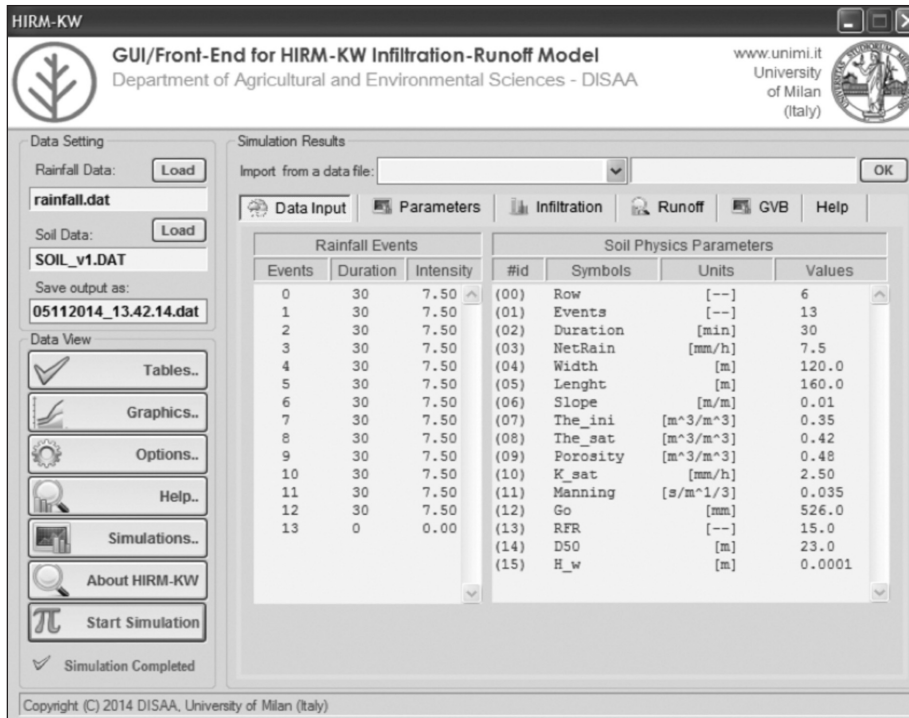 HIRM-KW
GUI/Front-End for HIRM-KW Infiltration-Runoff Model
Department of Agricultural and Environmental Sciences - DISAA
www.unimi.it
University
of Milan
(Italy)
Data Setting
Rainfall Data: Load
rainfall.dat
Soil Data: Load
SOIL_v1.DAT
Save output as:
05112014_13.42.14.dat
Data View
Tables..
Graphics..
Options..
Help..
Simulations..
About HIRM-KW
Start Simulation
Simulation Completed
Simulation Results
Import from a data file: OK
Data Input Parameters Infiltration Runoff GVB Help
Rainfall Events
Events Duration Intensity
0 30 7.50
1 30 7.50
2 30 7.50
3 30 7.50
4 30 7.50
5 30 7.50
6 30 7.50
7 30 7.50
8 30 7.50
9 30 7.50
10 30 7.50
11 30 7.50
12 30 7.50
13 0 0.00
Soil Physics Parameters
#id Symbols Units Values
(00) Row [--] 6
(01) Events [--] 13
(02) Duration [min] 30
(03) NetRain [mm/h] 7.5
(04) Width [m] 120.0
(05) Lenght [m] 160.0
(06) Slope [m/m] 0.01
(07) The_ini [m^3/m^3] 0.35
(08) The_sat [m^3/m^3] 0.42
(09) Porosity [m^3/m^3] 0.48
(10) K_sat [mm/h] 2.50
(11) Manning [s/m^1/3] 0.035
(12) Go [mm] 526.0
(13) RFR [--] 15.0
(14) D50 [m] 23.0
(15) H_w [m] 0.0001
Copyright (C) 2014 DISAA, University of Milan (Italy)